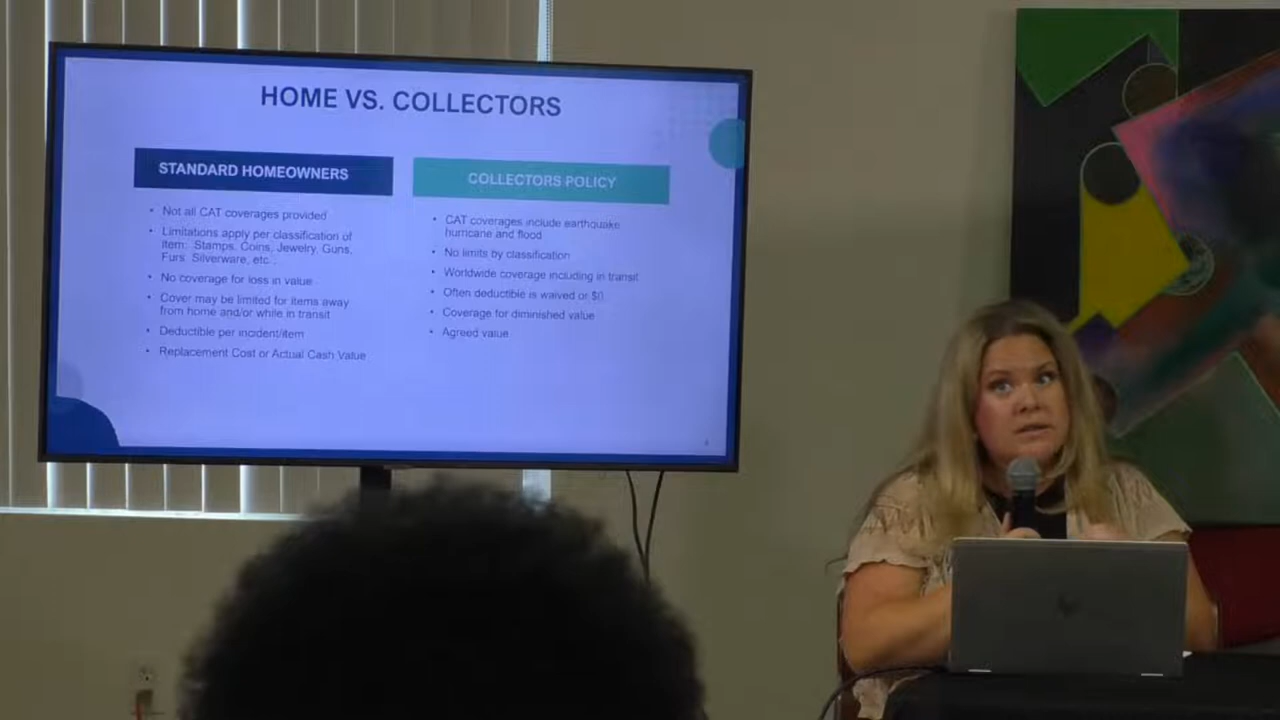 HOME VS. COLLECTORS
STANDARD HOMEOWNERS
• Not all CAT coverages provided
• Limitations apply per classification of
item: Stamps, Coins, Jewelry, Guns,
Furs, Silverware, etc.
• No coverage for loss in value
• Cover may be limited for items away
from home and/or while in transit
• Deductible per incident/item
• Replacement Cost or Actual Cash Value
COLLECTORS POLICY
• CAT coverages include earthquake
hurricane and flood
• No limits by classification
• Worldwide coverage including in transit
• Often deductible is waived or $0
• Coverage for diminished value
• Agreed value